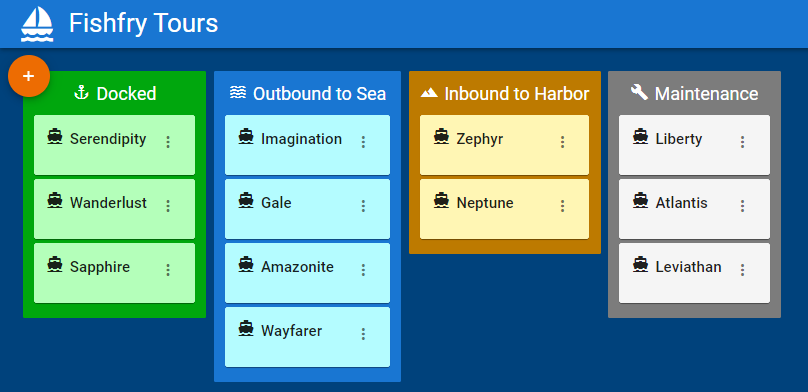 Fishfry Tours
+
Docked
Serendipity
Wanderlust
Sapphire
Outbound to Sea
Imagination
Gale
Amazonite
Wayfarer
Inbound to Harbor
Zephyr
Neptune
Maintenance
Liberty
Atlantis
Leviathan